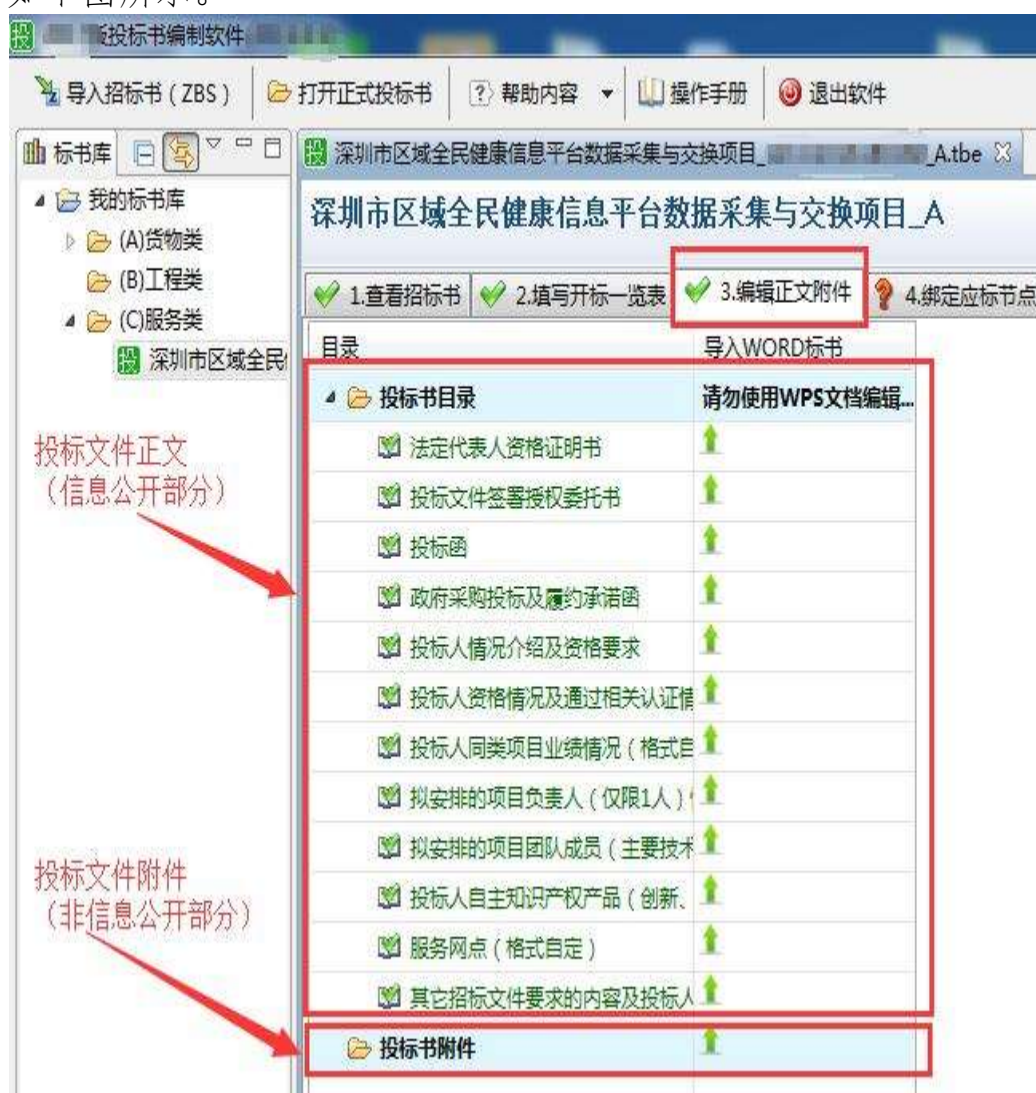 如下图所示。
投 版投标书编制软件
导入招标书（ZBS） 打开正式投标书 帮助内容 操作手册 退出软件
标书库
投 深圳市区域全民健康信息平台数据采集与交换项目_ _A.tbe
我的标书库
(A)货物类
(B)工程类
(C)服务类
投 深圳市区域全民
深圳市区域全民健康信息平台数据采集与交换项目_A
1.查看招标书 2.填写开标一览表 3.编辑正文附件 4.绑定应标节点
目录 导入WORD标书
投标书目录 请勿使用WPS文档编辑...
法定代表人资格证明书
投标文件签署授权委托书
投标函
政府采购投标及履约承诺函
投标人情况介绍及资格要求
投标人资格情况及通过相关认证情
投标人同类项目业绩情况（格式自
拟安排的项目负责人（仅限1人）
拟安排的项目团队成员（主要技术
投标人自主知识产权产品（创新、
服务网点（格式自定）
其它招标文件要求的内容及投标人
投标书附件
投标文件正文
（信息公开部分）
投标文件附件
（非信息公开部分）